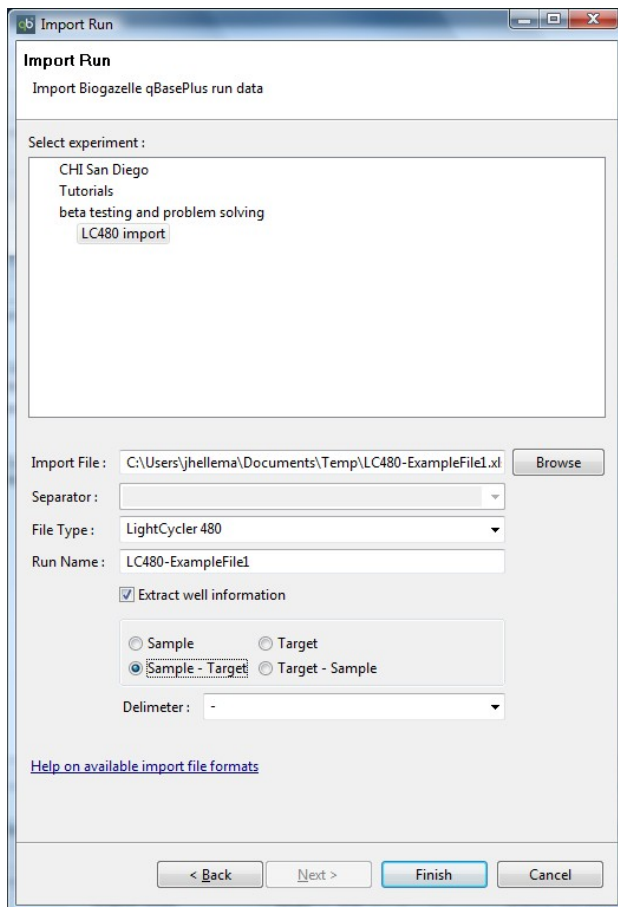 qb Import Run
Import Run
Import Biogazelle qBasePlus run data
Select experiment :
CHI San Diego
Tutorials
beta testing and problem solving
LC480 import
Import File : C:\Users\jhellema\Documents\Temp\LC480-ExampleFile1.xl Browse
Separator :
File Type : LightCycler 480
Run Name : LC480-ExampleFile1
Extract well information
Sample Target
Sample - Target Target - Sample
Delimeter : -
Help on available import file formats
< Back Next > Finish Cancel